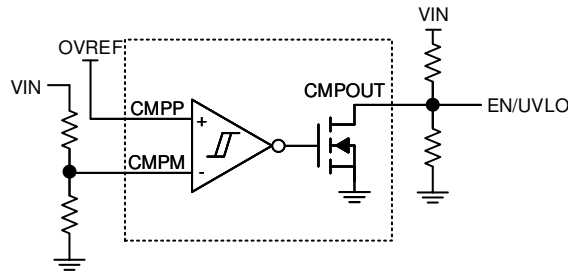 VIN
OVREF
VIN
CMPOUT
CMPP
EN/UVLO
+
CMPM
-